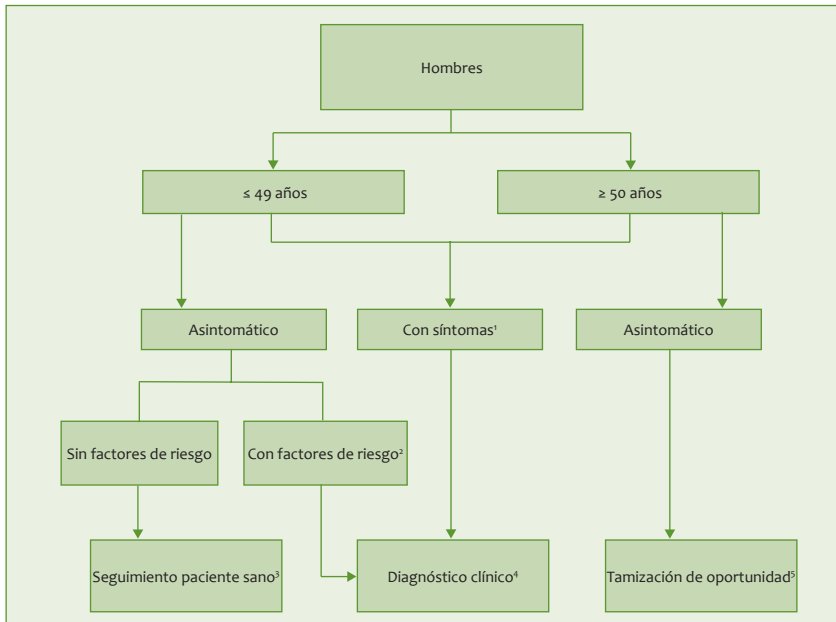 Hombres
≤ 49 años
≥ 50 años
Asintomático
Con síntomas¹
Asintomático
Sin factores de riesgo
Con factores de riesgo²
Seguimiento paciente sano³
Diagnóstico clínico⁴
Tamización de oportunidad⁵